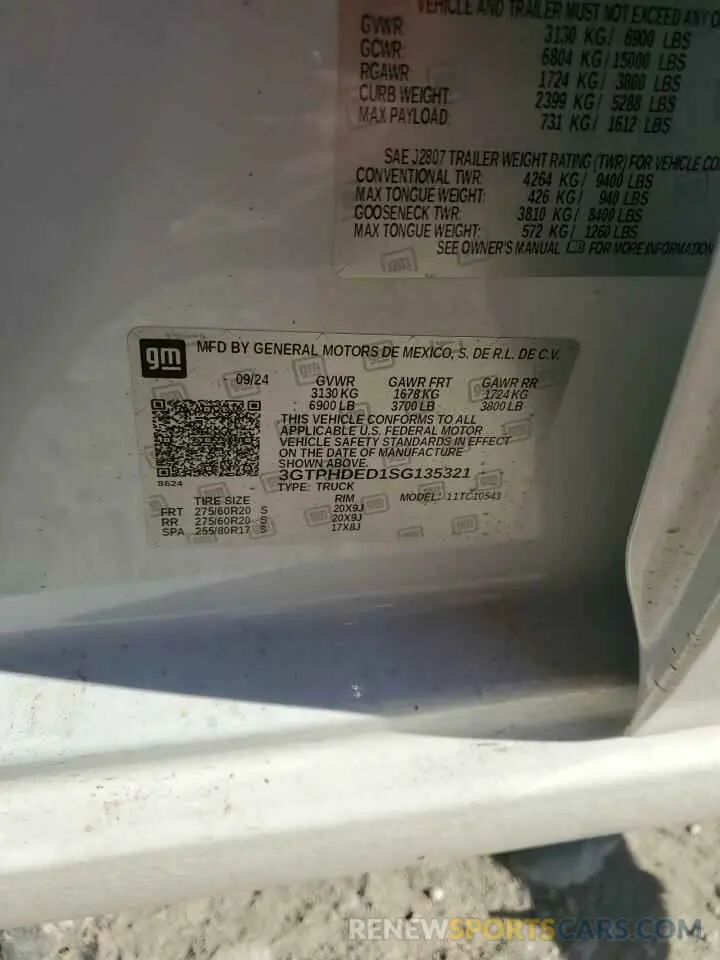 VEHICLE AND TRAILER MUST NOT EXCEED ANY
GVWR: 3130 KG/ 6900 LBS
GCWR: 6804 KG/ 15000 LBS
RGAWR: 1724 KG/ 3800 LBS
CURB WEIGHT: 2399 KG/ 5288 LBS
MAX PAYLOAD: 731 KG/ 1612 LBS
SAE J2807 TRAILER WEIGHT RATING (TWR) FOR VEHICLE
CONVENTIONAL TWR: 4264 KG/ 9400 LBS
MAX TONGUE WEIGHT: 426 KG/ 940 LBS
GOOSENECK TWR: 3810 KG/ 8400 LBS
MAX TONGUE WEIGHT: 572 KG/ 1260 LBS
SEE OWNER'S MANUAL FOR MORE INFORMATION
gm MFD BY GENERAL MOTORS DE MEXICO, S. DE R.L. DE C.V.
09/24 GVWR GAWR FRT GAWR RR
3130 KG 1678 KG 1724 KG
6900 LB 3700 LB 3800 LB
THIS VEHICLE CONFORMS TO ALL
APPLICABLE U.S. FEDERAL MOTOR
VEHICLE SAFETY STANDARDS IN EFFECT
ON THE DATE OF MANUFACTURE
SHOWN ABOVE
3GTPHDED1SG135321
8624 TYPE: TRUCK
TIRE SIZE RIM MODEL: 11TC10543
FRT 275/60R20 S 20X9J
RR 275/60R20 S 20X9J
SPA 255/80R17 S 17X8J
RENEWSPORTSCARS.COM